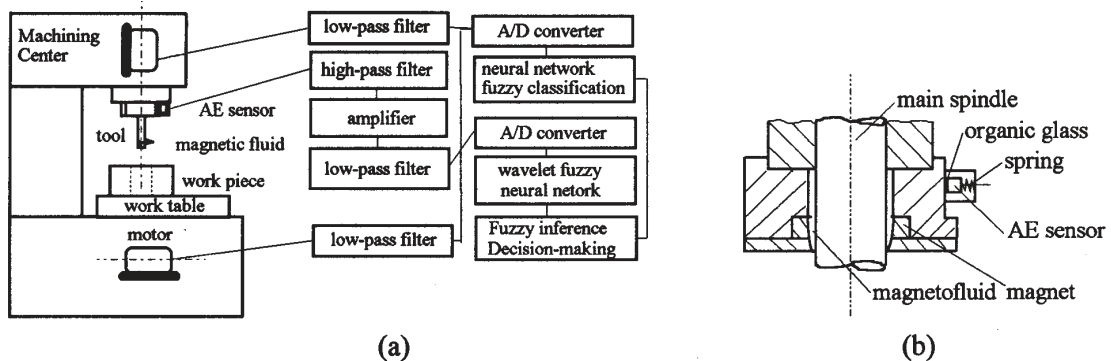 Machining
Center
low-pass filter
high-pass filter
AE sensor
amplifier
tool
magnetic fluid
low-pass filter
work piece
work table
motor
low-pass filter
A/D converter
neural network
fuzzy classification
A/D converter
wavelet fuzzy
neural netork
Fuzzy inference
Decision-making
(a)
main spindle
organic glass
spring
AE sensor
magnetofluid magnet
(b)